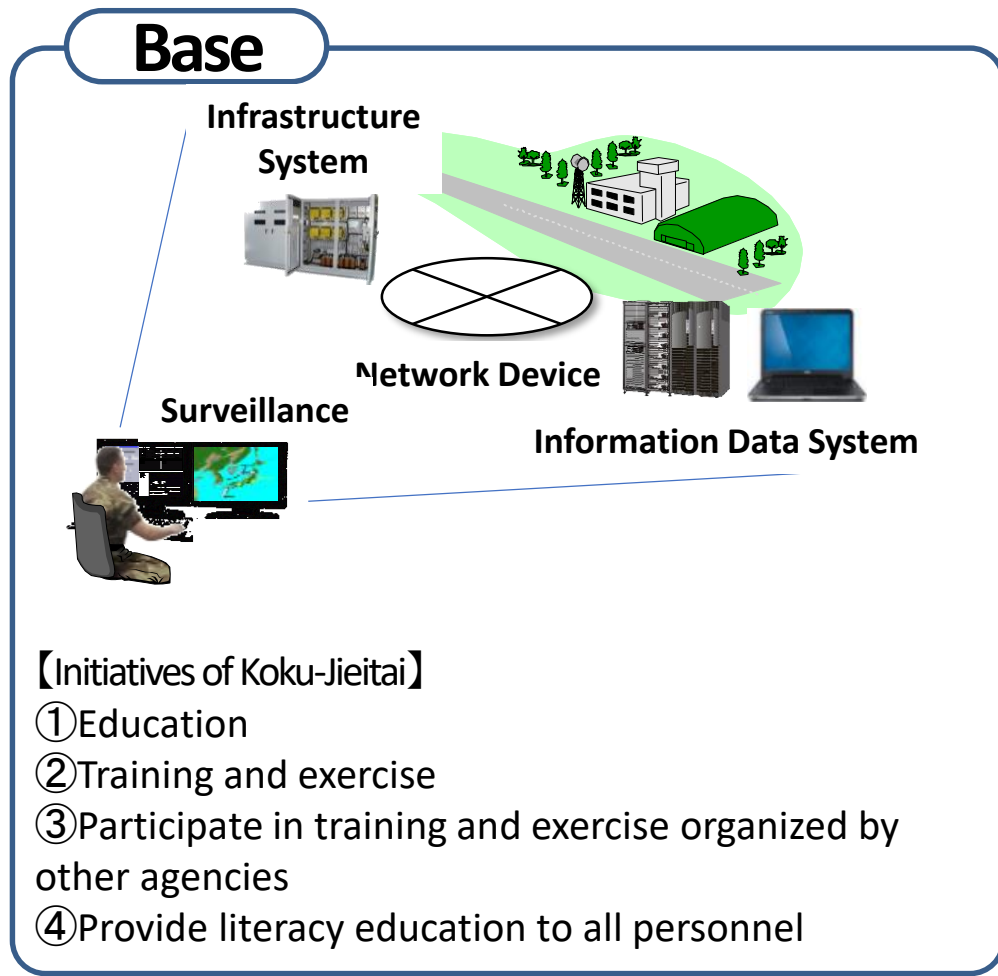 Base
Infrastructure
System
Network Device
Surveillance
Information Data System
【Initiatives of Koku-Jieitai】
①Education
②Training and exercise
③Participate in training and exercise organized by
other agencies
④Provide literacy education to all personnel